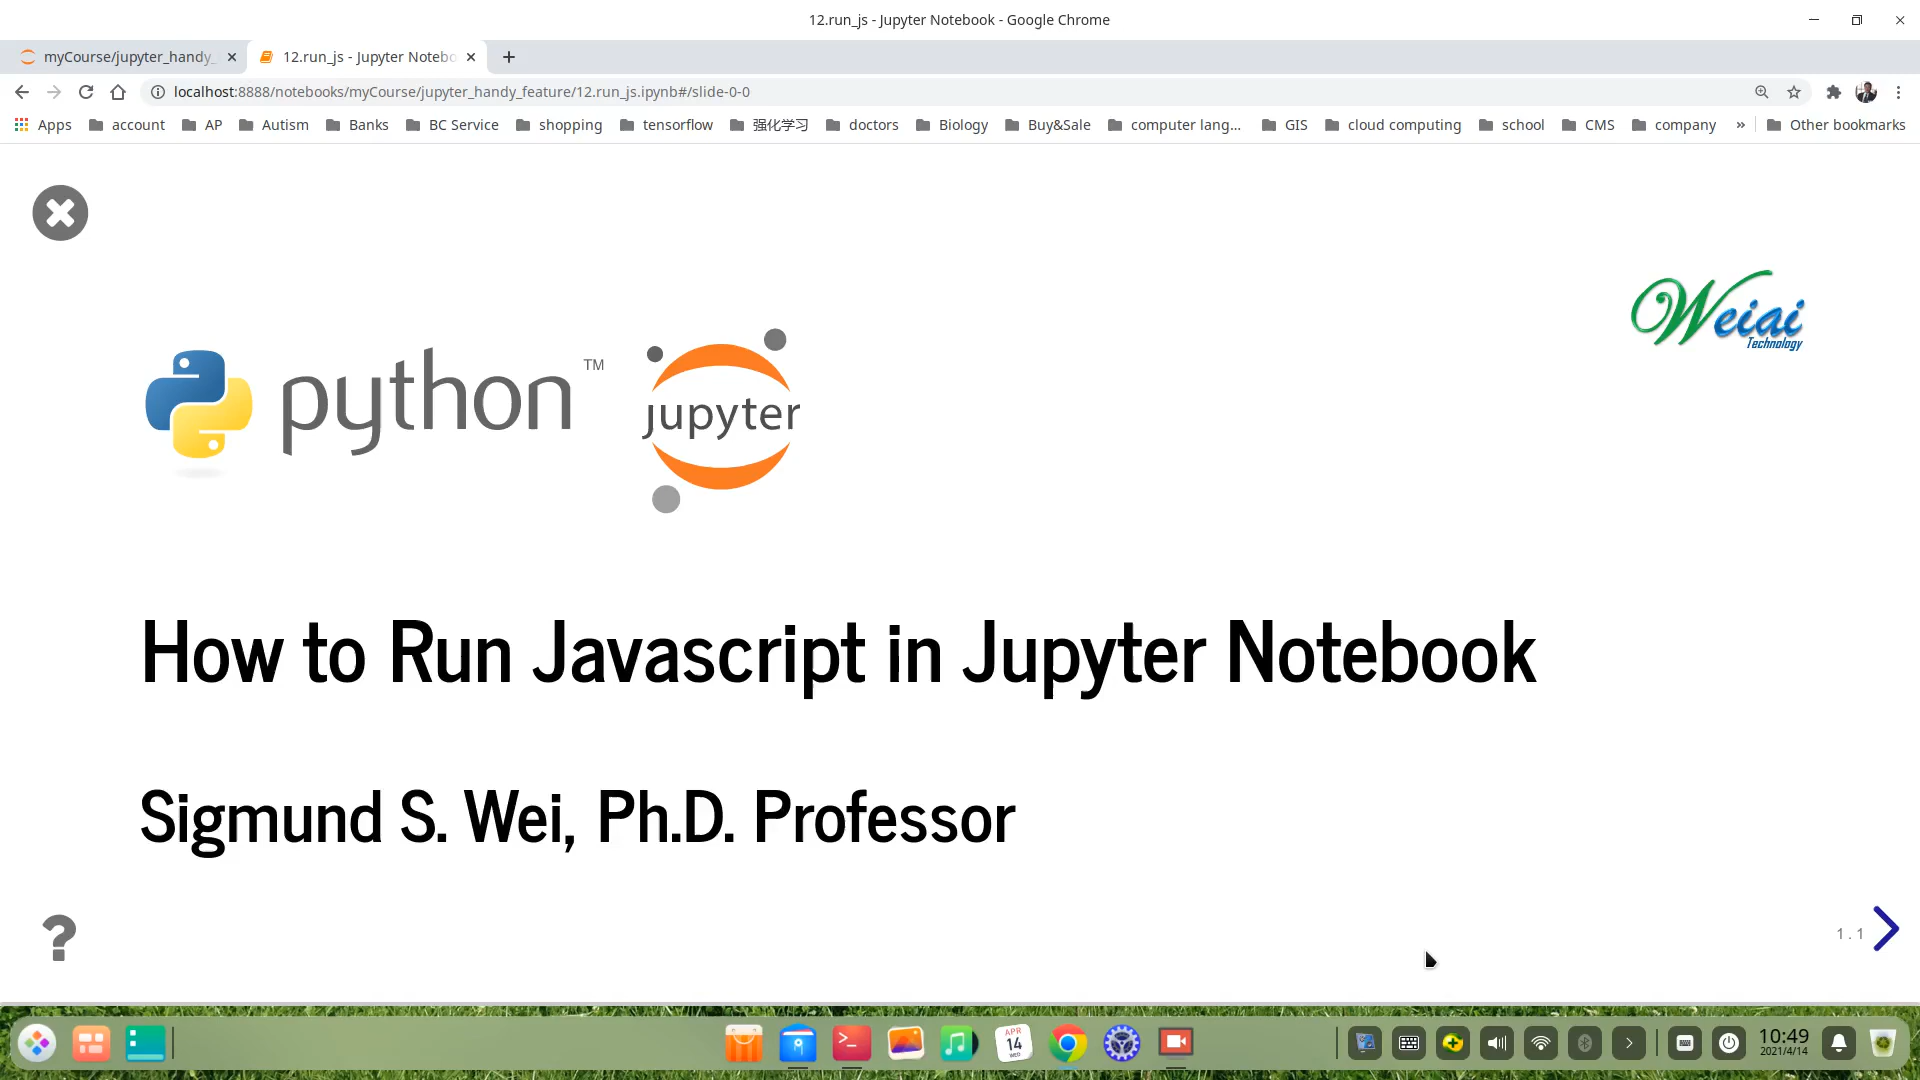 12.run_js - Jupyter Notebook - Google Chrome
myCourse/jupyter_handy_
12.run_js - Jupyter Notebo
localhost:8888/notebooks/myCourse/jupyter_handy_feature/12.run_js.ipynb#/slide-0-0
Apps account AP Autism Banks BC Service shopping tensorflow 强化学习 doctors Biology Buy&Sale computer lang... GIS cloud computing school CMS company » Other bookmarks
Weiai
Technology
python TM
jupyter
How to Run Javascript in Jupyter Notebook
Sigmund S. Wei, Ph.D. Professor
?
1.1
APR
14
WED
10:49
2021/4/14